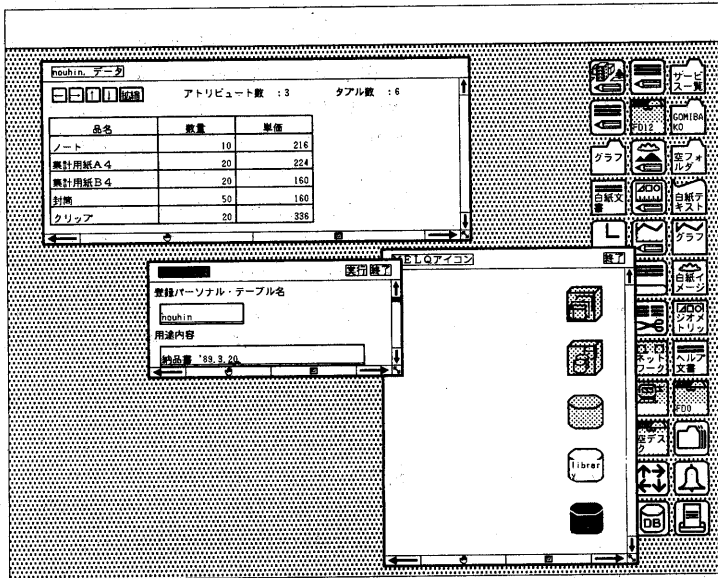 nouhin. データ
← → ↑ ↓ 拡縮 アトリビュート数 :3 タプル数 :6
品名 数量 単価
ノート 10 216
集計用紙A4 20 224
集計用紙B4 20 160
封筒 50 160
クリップ 20 336
実行 終了
登録パーソナル・テーブル名
nouhin
用途内容
納品書 '89.3.20
MELQアイコン 終了
library
サービス一覧
FD12
GOMIBAKO
グラフ
空フォルダ
白紙文書
白紙テキスト
グラフ
白紙イメージ
ジオメトリック
ネットワーク
ヘルプ文書
FD0
空デスク
DB